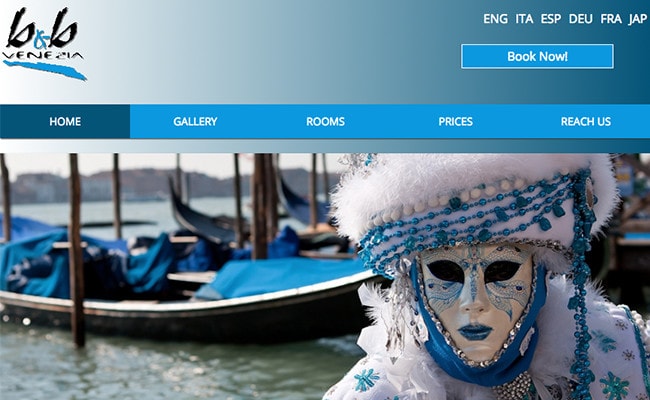 b&b
VENEZIA
ENG ITA ESP DEU FRA JAP
Book Now!
HOME GALLERY ROOMS PRICES REACH US